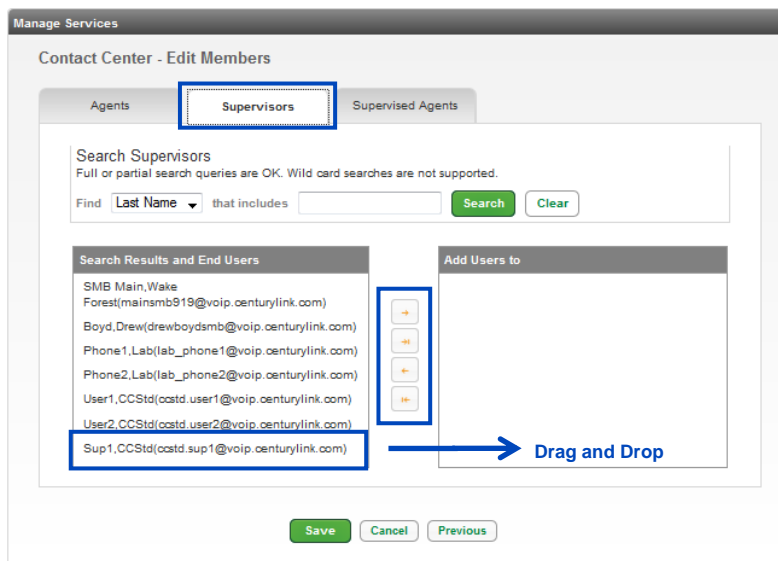 Manage Services
Contact Center - Edit Members
Agents
Supervisors
Supervised Agents
Search Supervisors
Full or partial search queries are OK. Wild card searches are not supported.
Find Last Name that includes Search Clear
Search Results and End Users
Add Users to
SMB Main,Wake
Forest(mainsmb919@voip.centurylink.com)
Boyd,Drew(drewboydsmb@voip.centurylink.com)
Phone1,Lab(lab_phone1@voip.centurylink.com)
Phone2,Lab(lab_phone2@voip.centurylink.com)
User1,CCStd(ccstd.user1@voip.centurylink.com)
User2,CCStd(ccstd.user2@voip.centurylink.com)
Sup1,CCStd(ccstd.sup1@voip.centurylink.com)
Drag and Drop
Save Cancel Previous